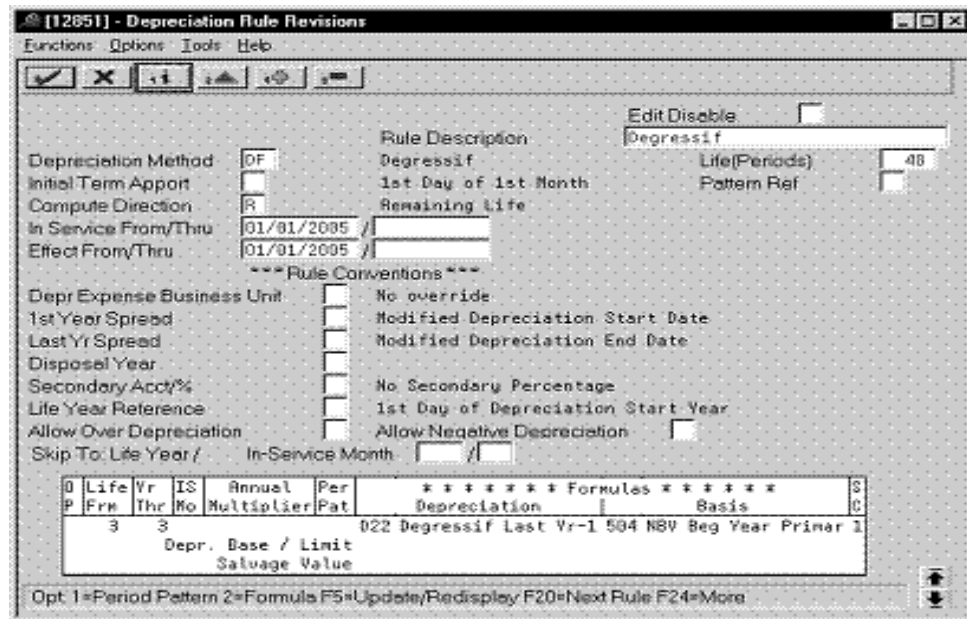 [12851] - Depreciation Rule Revisions
Functions Options Tools Help
Edit Disable
Rule Description Degressif
Depreciation Method DF Degressif Life(Periods) 48
Initial Term Apport 1st Day of 1st Month Pattern Ref
Compute Direction R Remaining Life
In Service From/Thru 01/01/2005 /
Effect From/Thru 01/01/2005 /
*** Rule Conventions ***
Depr Expense Business Unit No override
1st Year Spread Modified Depreciation Start Date
Last Yr Spread Modified Depreciation End Date
Disposal Year
Secondary Acct/% No Secondary Percentage
Life Year Reference 1st Day of Depreciation Start Year
Allow Over Depreciation Allow Negative Depreciation
Skip To: Life Year / In-Service Month /
O Life Yr IS Annual Per * * * * * * * Formulas * * * * * * S
P Frm Thr Mo Multiplier Pat Depreciation Basis C
3 3 D22 Degressif Last Yr-1 504 NBV Beg Year Primar 1
Depr. Base / Limit
Salvage Value
Opt: 1=Period Pattern 2=Formula F5=Update/Redisplay F20=Next Rule F24=More